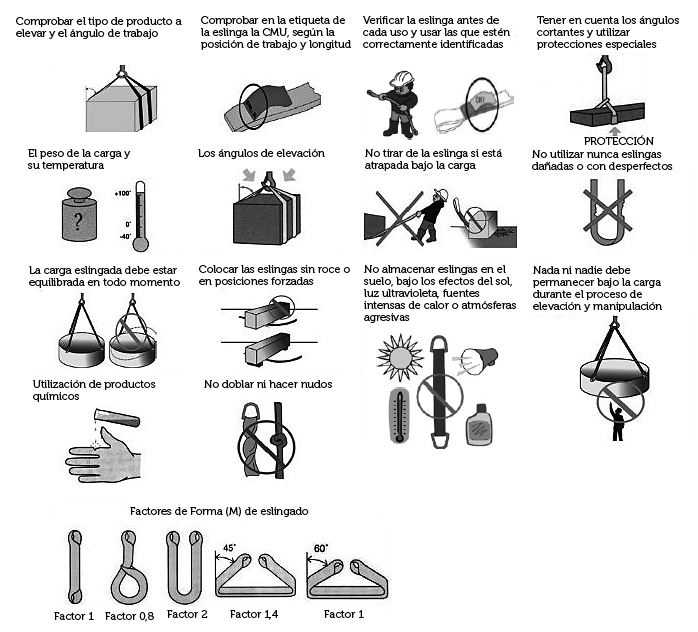 Comprobar el tipo de producto a
elevar y el ángulo de trabajo
Comprobar en la etiqueta de
la eslinga la CMU, según la
posición de trabajo y longitud
Verificar la eslinga antes de
cada uso y usar las que estén
correctamente identificadas
Tener en cuenta los ángulos
cortantes y utilizar
protecciones especiales
CMU
PROTECCIÓN
El peso de la carga y
su temperatura
Los ángulos de elevación
No tirar de la eslinga si está
atrapada bajo la carga
No utilizar nunca eslingas
dañadas o con desperfectos
?
+100°
0°
-40°
La carga eslingada debe estar
equilibrada en todo momento
Colocar las eslingas sin roce o
en posiciones forzadas
No almacenar eslingas en el
suelo, bajo los efectos del sol,
luz ultravioleta, fuentes
intensas de calor o atmósferas
agresivas
Nada ni nadie debe
permanecer bajo la carga
durante el proceso de
elevación y manipulación
Utilización de productos
químicos
No doblar ni hacer nudos
Factores de Forma (M) de eslingado
45°
60°
Factor 1
Factor 0,8
Factor 2
Factor 1,4
Factor 1